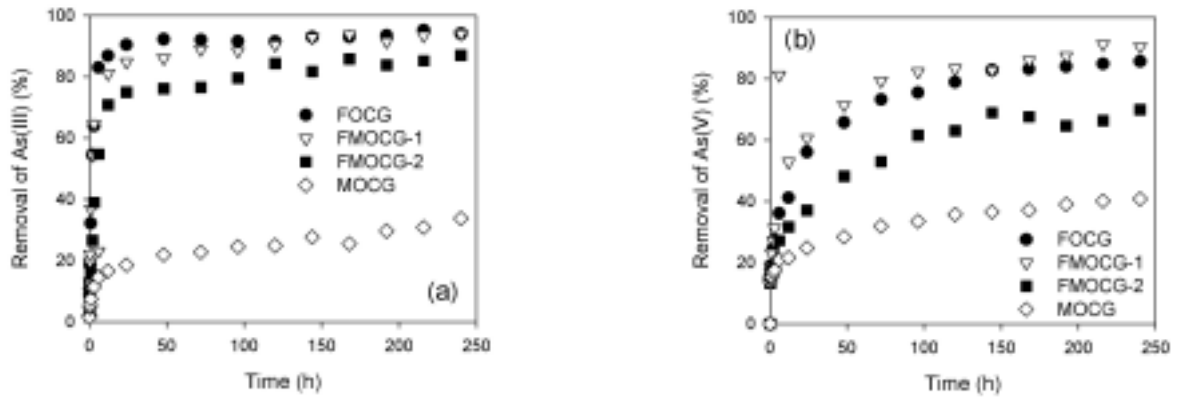 Removal of As(III) (%)
100
80
60
40
20
0
FOCG
FMOCG-1
FMOCG-2
MOCG
(a)
0 50 100 150 200 250
Time (h)
Removal of As(V) (%)
100
80
60
40
20
0
(b)
FOCG
FMOCG-1
FMOCG-2
MOCG
0 50 100 150 200 250
Time (h)